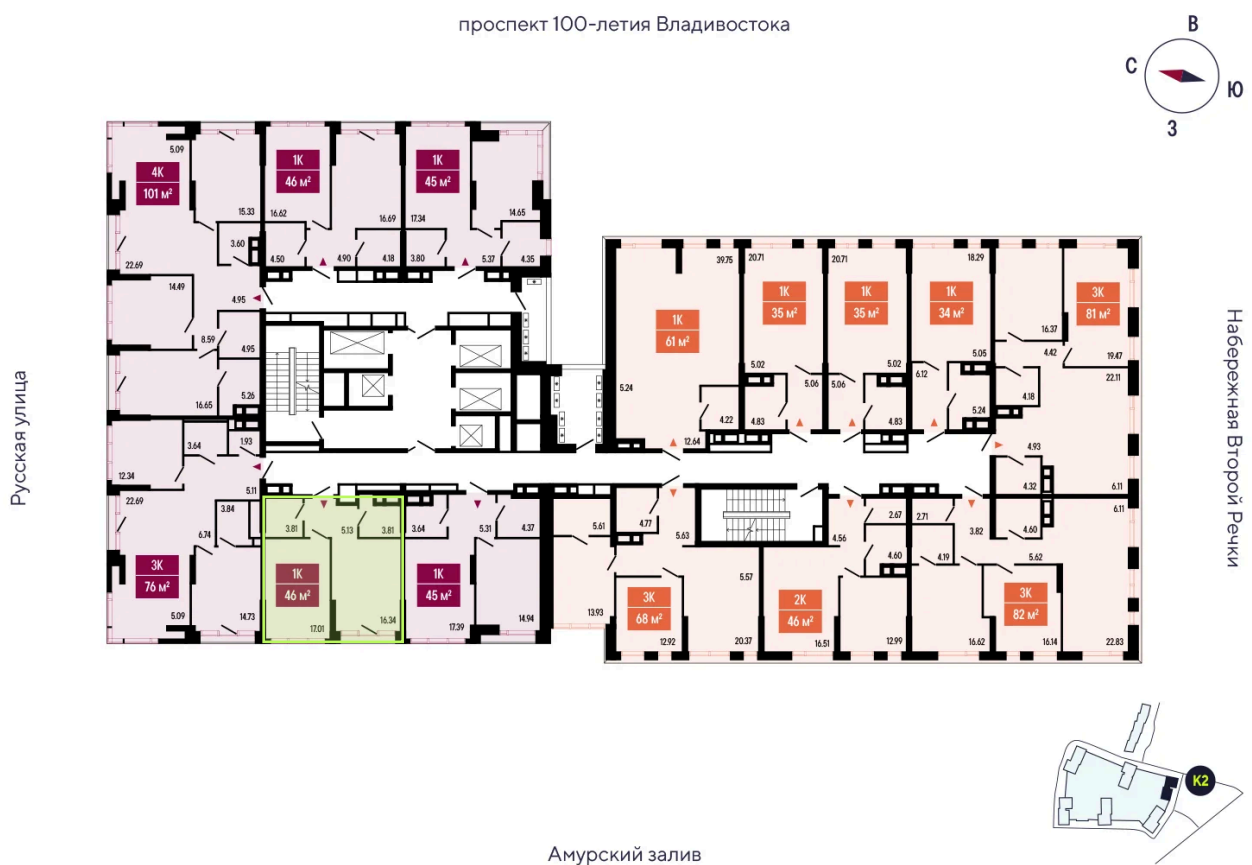 проспект 100-летия Владивостока
В
С
Ю
З
5.09
4К
101 м²
15.33
3.60
22.69
14.49
4.95
8.59
4.95
16.65
5.26
1К
46 м²
16.62
16.69
4.50
4.90
4.18
1К
45 м²
17.34
14.65
3.80
5.37
4.35
39.75
1К
61 м²
5.24
4.22
12.64
20.71
1К
35 м²
5.02
5.06
4.83
20.71
1К
35 м²
5.02
5.06
4.83
18.29
1К
34 м²
5.05
6.12
5.24
3К
81 м²
16.37
4.42
19.47
22.11
4.18
4.93
4.32
6.11
Русская улица
Набережная Второй Речки
3.64
1.93
12.34
22.69
5.11
3.84
6.74
3К
76 м²
5.09
14.73
3.81
5.13
3.81
1К
46 м²
17.01
16.34
3.64
5.31
4.37
1К
45 м²
17.39
14.94
5.61
4.77
5.63
5.57
3К
68 м²
13.93
12.92
20.37
2.67
4.56
4.60
2К
46 м²
16.51
12.99
2.71
3.82
4.60
6.11
4.19
5.62
3К
82 м²
16.62
16.14
22.83
К2
Амурский залив